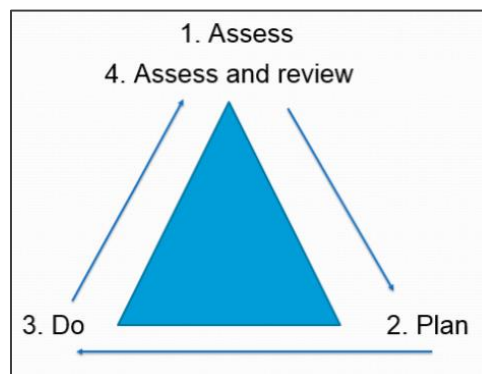 1. Assess
4. Assess and review
3. Do
2. Plan